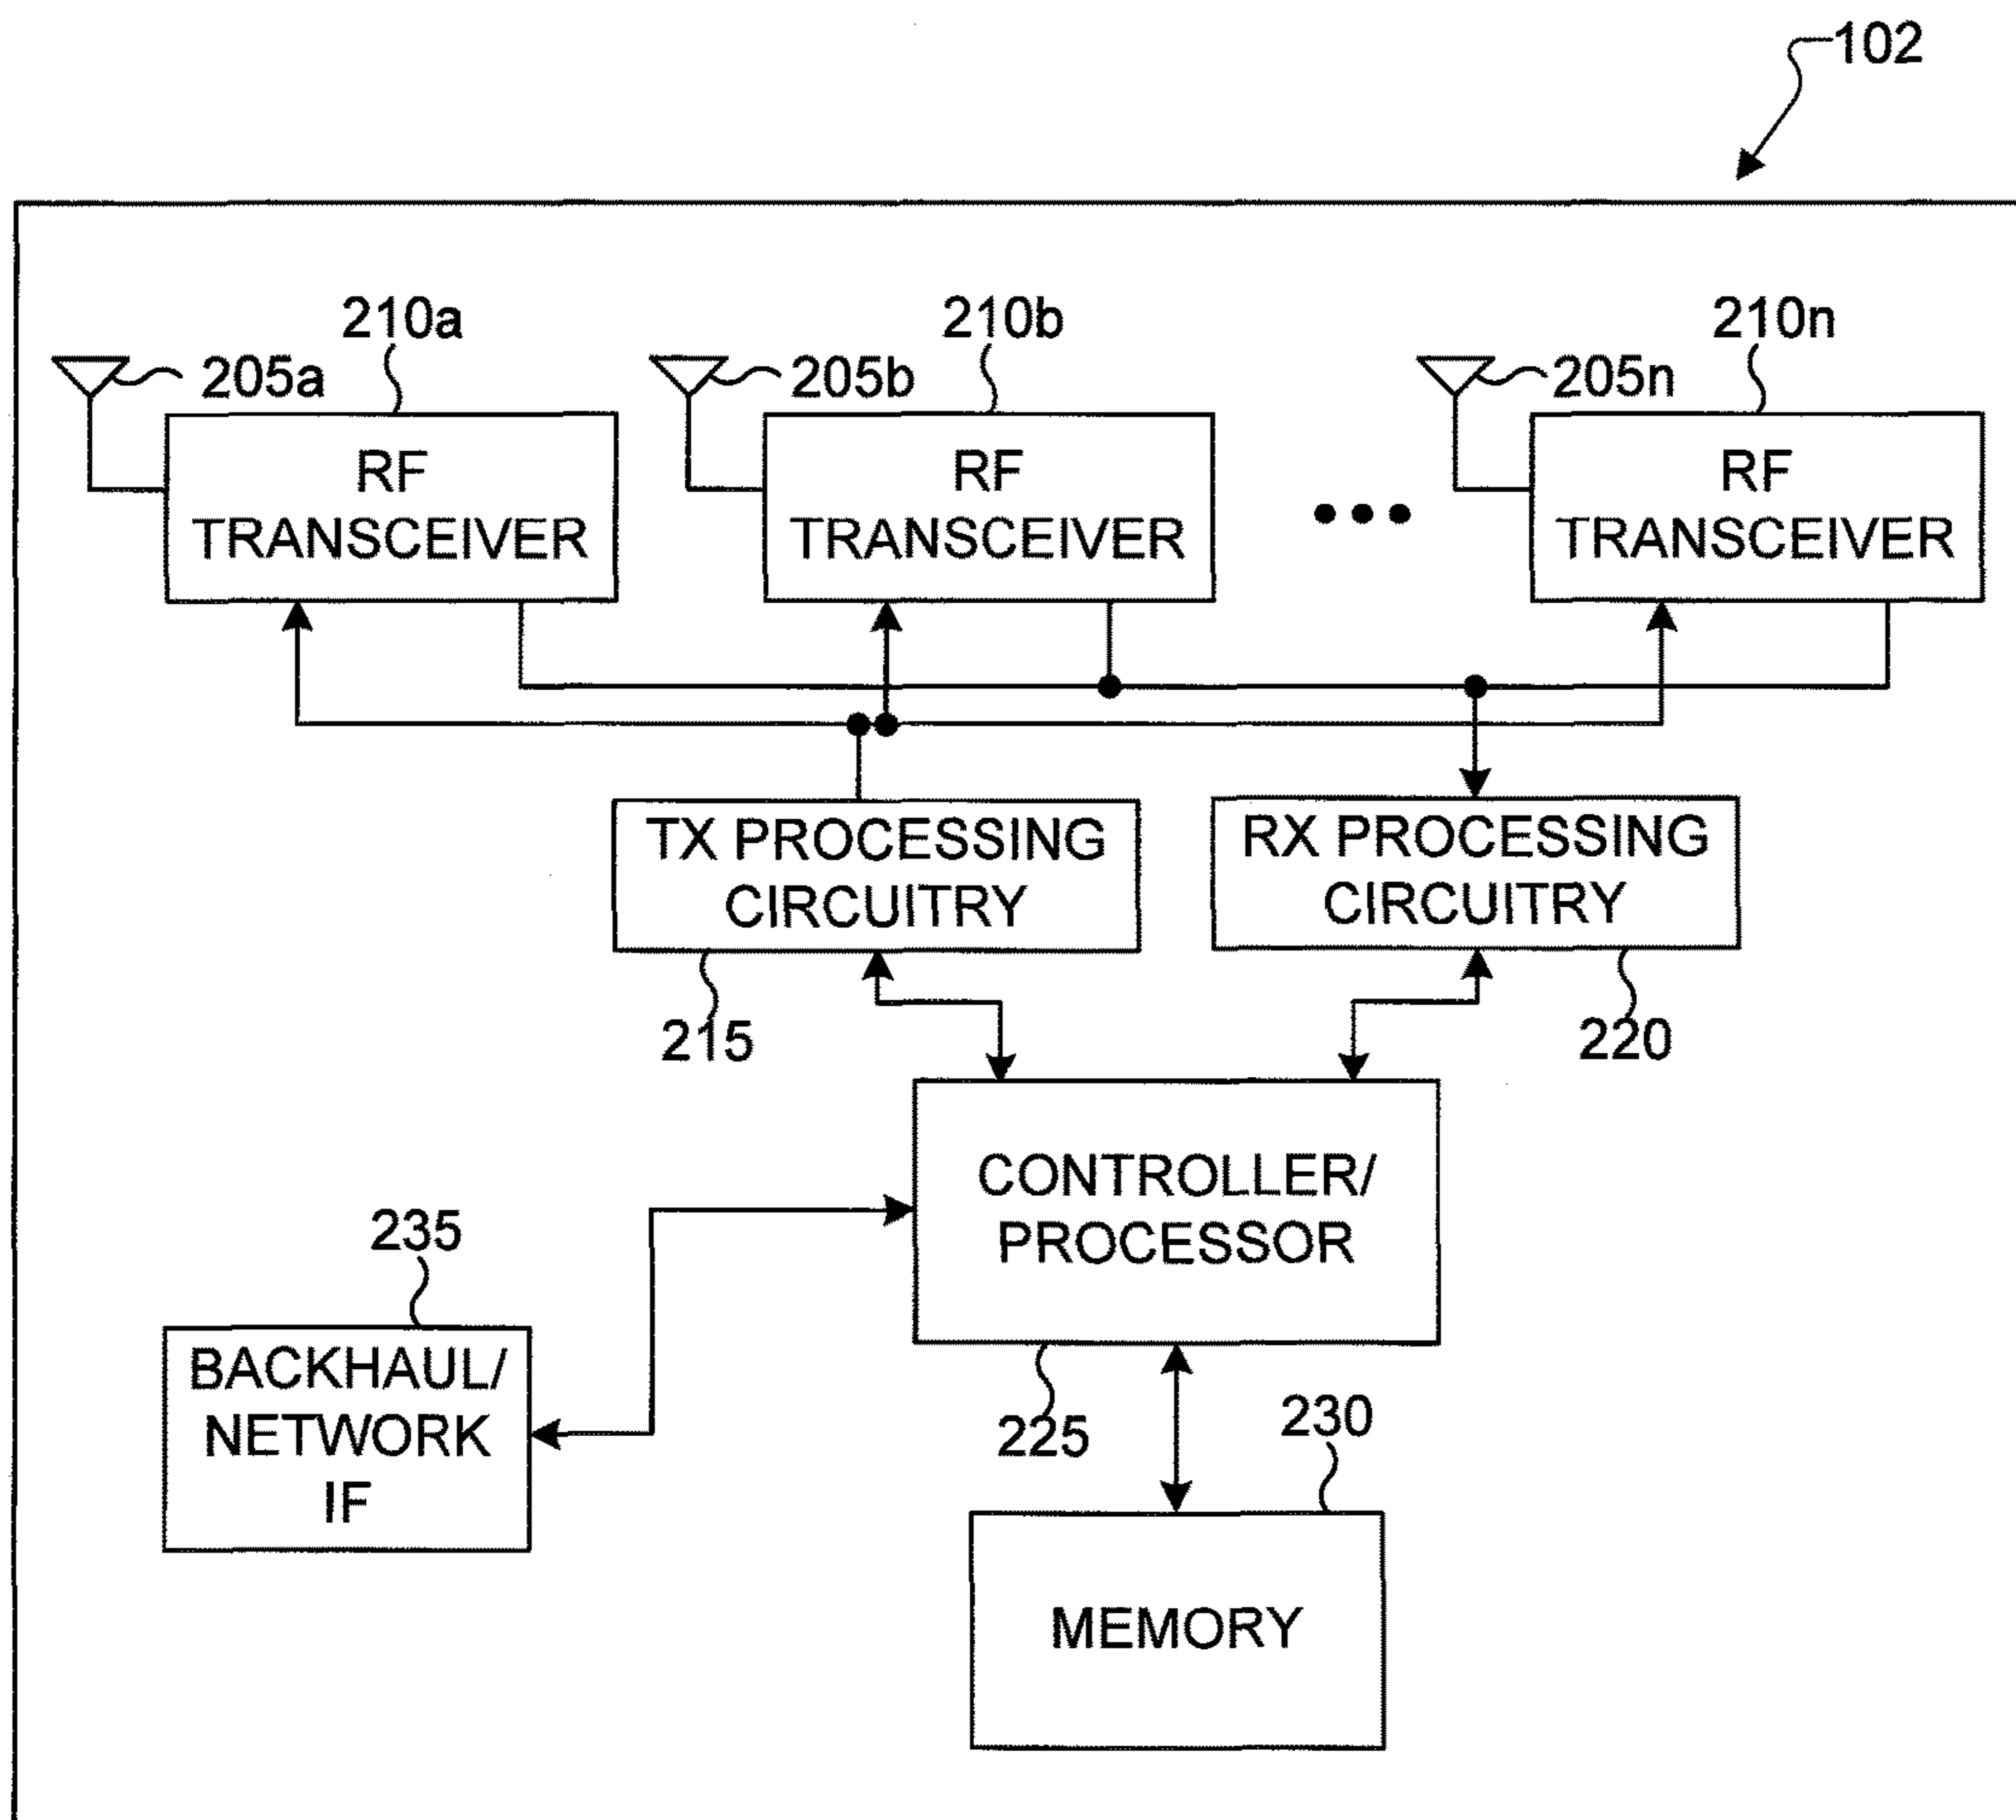 102
210a
210b
210n
205a
205b
205n
RF
TRANSCEIVER
RF
TRANSCEIVER
RF
TRANSCEIVER
TX PROCESSING
CIRCUITRY
RX PROCESSING
CIRCUITRY
215
220
CONTROLLER/
PROCESSOR
235
BACKHAUL/
NETWORK
IF
225
230
MEMORY